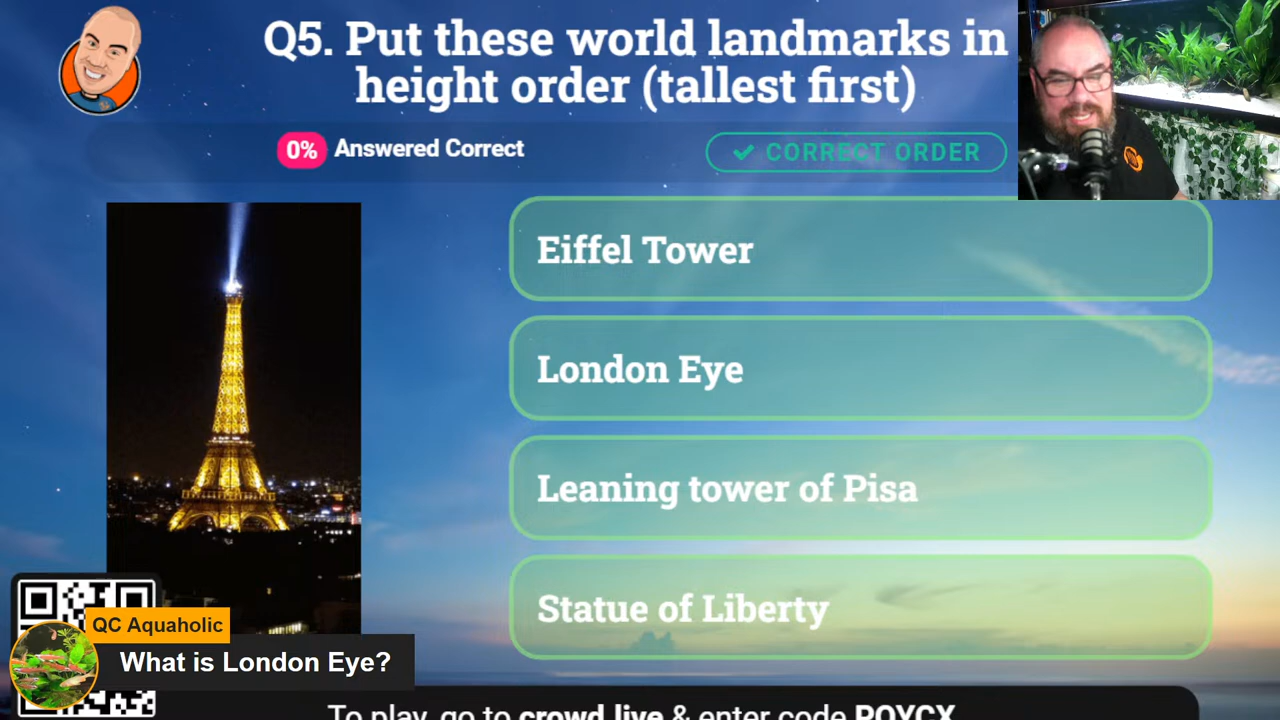 Q5. Put these world landmarks in
height order (tallest first)
0% Answered Correct
CORRECT ORDER
Eiffel Tower
London Eye
Leaning tower of Pisa
Statue of Liberty
QC Aquaholic
What is London Eye?
To play, go to crowd.live & enter code